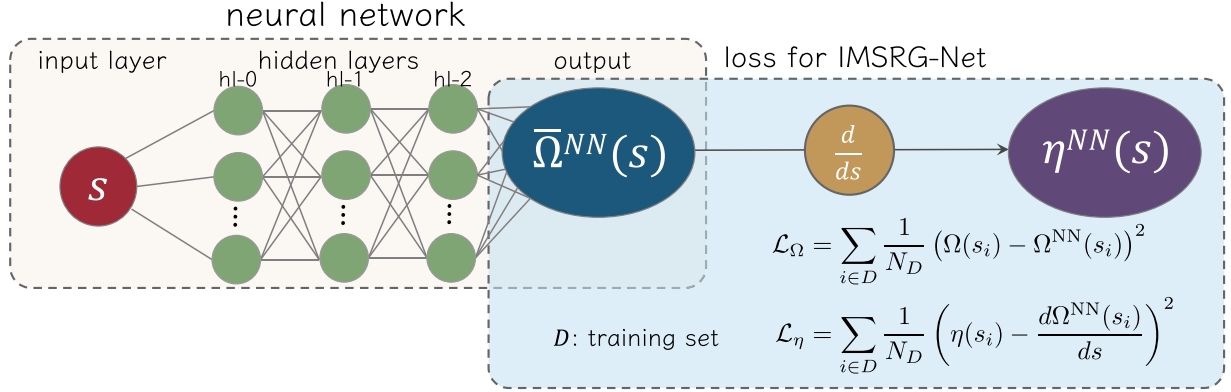 neural network
input layer hidden layers output loss for IMSRG-Net
hl-0 hl-1 hl-2
s
⋮ ⋮ ⋮
Ω̅^{NN}(s)
d/ds
η^{NN}(s)
ℒ_Ω = ∑_{i∈D} 1/N_D (Ω(s_i) − Ω^{NN}(s_i))^2
D: training set
ℒ_η = ∑_{i∈D} 1/N_D (η(s_i) − dΩ^{NN}(s_i)/ds)^2